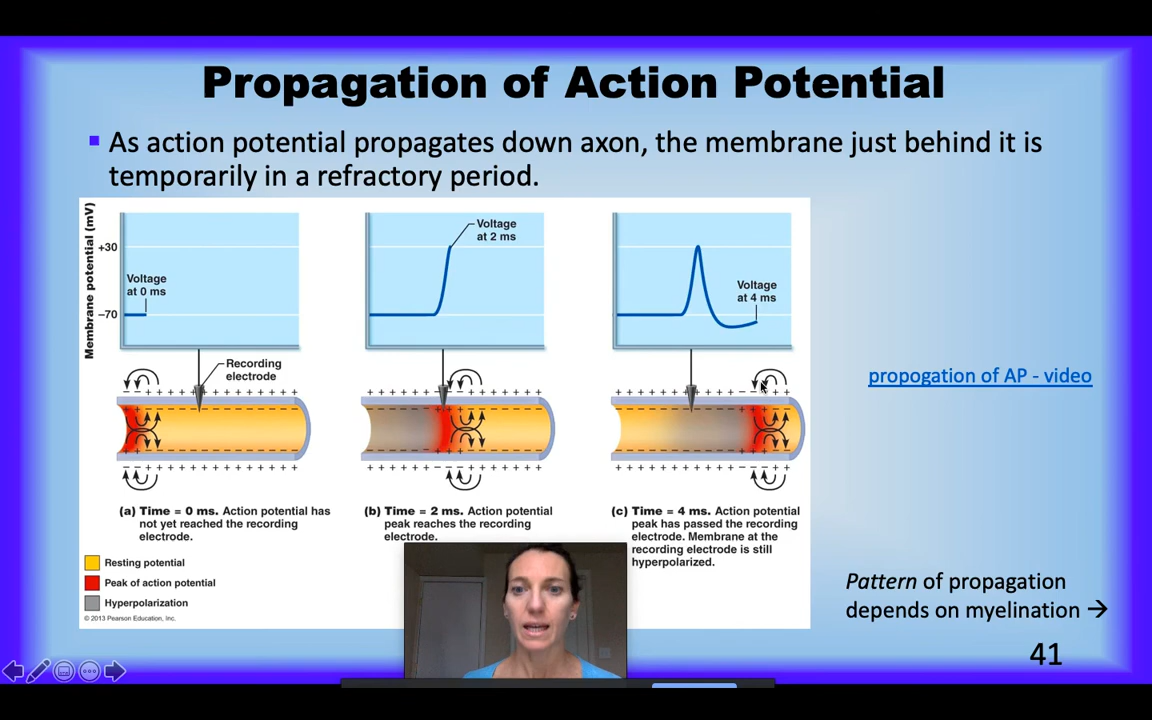 Propagation of Action Potential
▪ As action potential propagates down axon, the membrane just behind it is
temporarily in a refractory period.
Membrane potential (mV)
+30
−70
Voltage
at 0 ms
Voltage
at 2 ms
Voltage
at 4 ms
Recording
electrode
(a) Time = 0 ms. Action potential has
not yet reached the recording
electrode.
(b) Time = 2 ms. Action potential
peak reaches the recording
electrode.
(c) Time = 4 ms. Action potential
peak has passed the recording
electrode. Membrane at the
recording electrode is still
hyperpolarized.
Resting potential
Peak of action potential
Hyperpolarization
© 2013 Pearson Education, Inc.
propogation of AP - video
Pattern of propagation
depends on myelination →
41